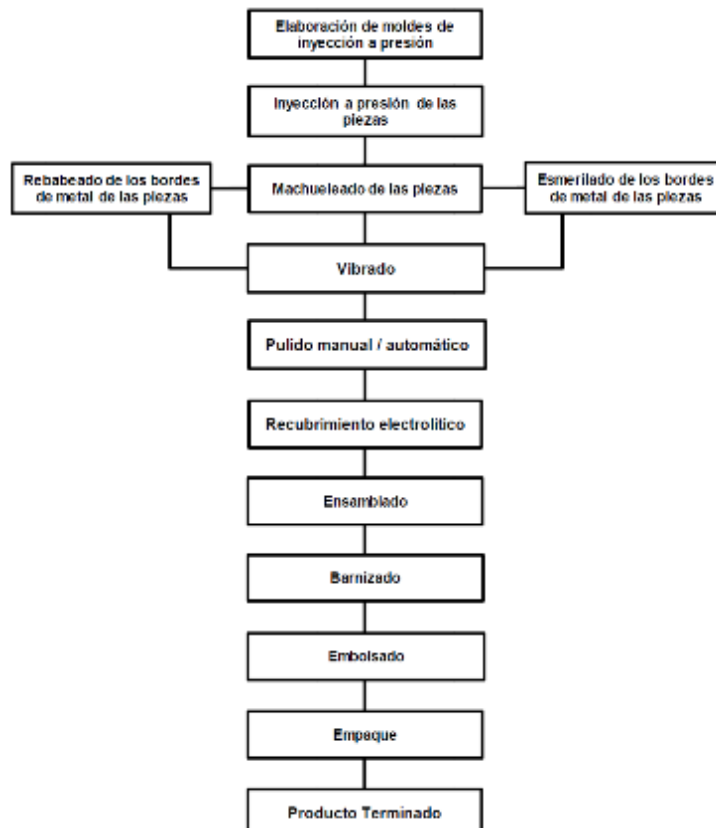 Elaboración de moldes de
inyección a presión
Inyección a presión de las
piezas
Rebabeado de los bordes
de metal de las piezas
Machueleado de las piezas
Esmerilado de los bordes
de metal de las piezas
Vibrado
Pulido manual / automático
Recubrimiento electrolítico
Ensamblado
Barnizado
Embolsado
Empaque
Producto Terminado